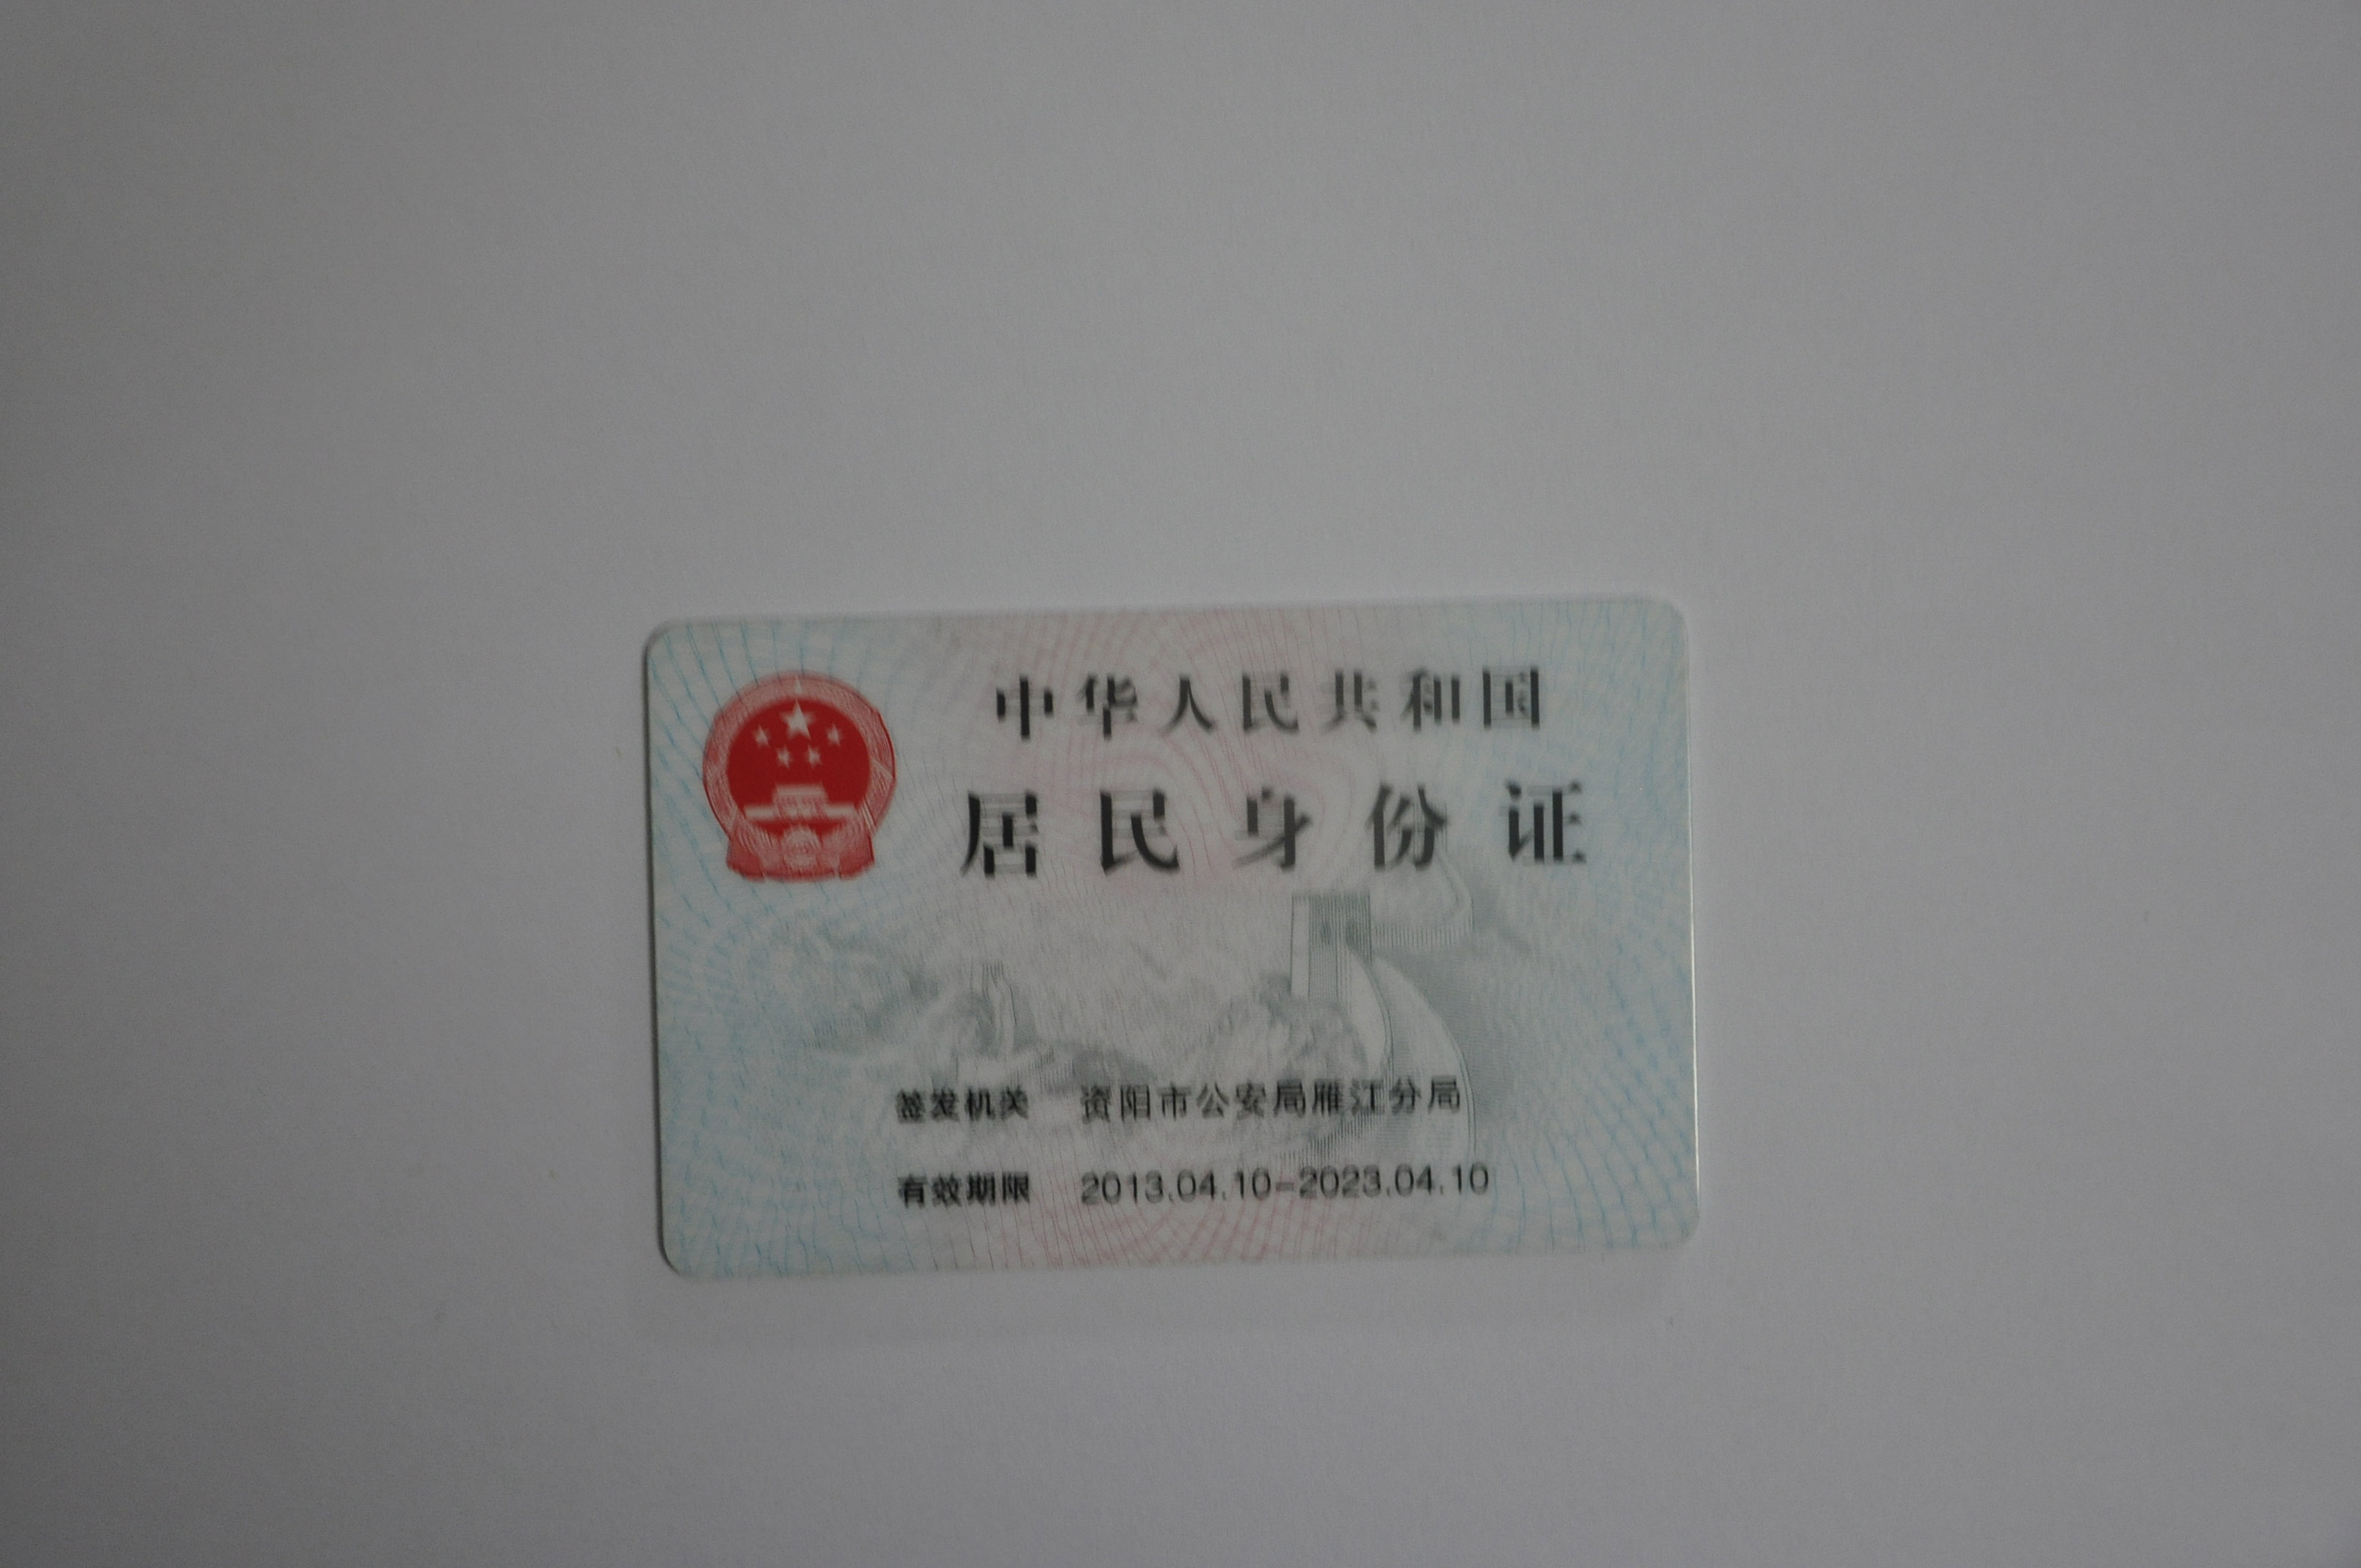 中华人民共和国
居民身份证
签发机关 资阳市公安局雁江分局
有效期限 2013.04.10-2023.04.10